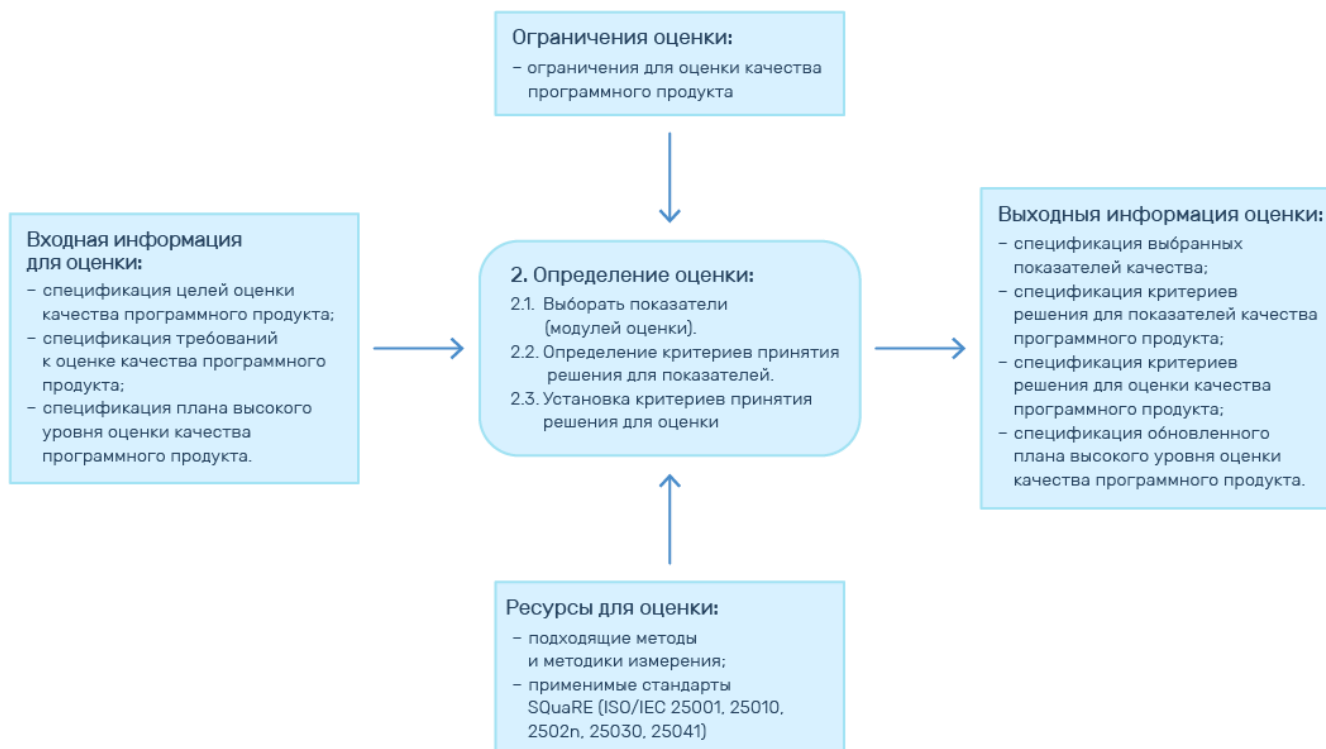 Ограничения оценки:
– ограничения для оценки качества
программного продукта
Входная информация
для оценки:
– спецификация целей оценки
качества программного продукта;
– спецификация требований
к оценке качества программного
продукта;
– спецификация плана высокого
уровня оценки качества
программного продукта.
2. Определение оценки:
2.1. Выборать показатели
(модулей оценки).
2.2. Определение критериев принятия
решения для показателей.
2.3. Установка критериев принятия
решения для оценки
Выходныя информация оценки:
– спецификация выбранных
показателей качества;
– спецификация критериев
решения для показателей качества
программного продукта;
– спецификация критериев
решения для оценки качества
программного продукта;
– спецификация обновленного
плана высокого уровня оценки
качества программного продукта.
Ресурсы для оценки:
– подходящие методы
и методики измерения;
– применимые стандарты
SQuaRE (ISO/IEC 25001, 25010,
2502n, 25030, 25041)